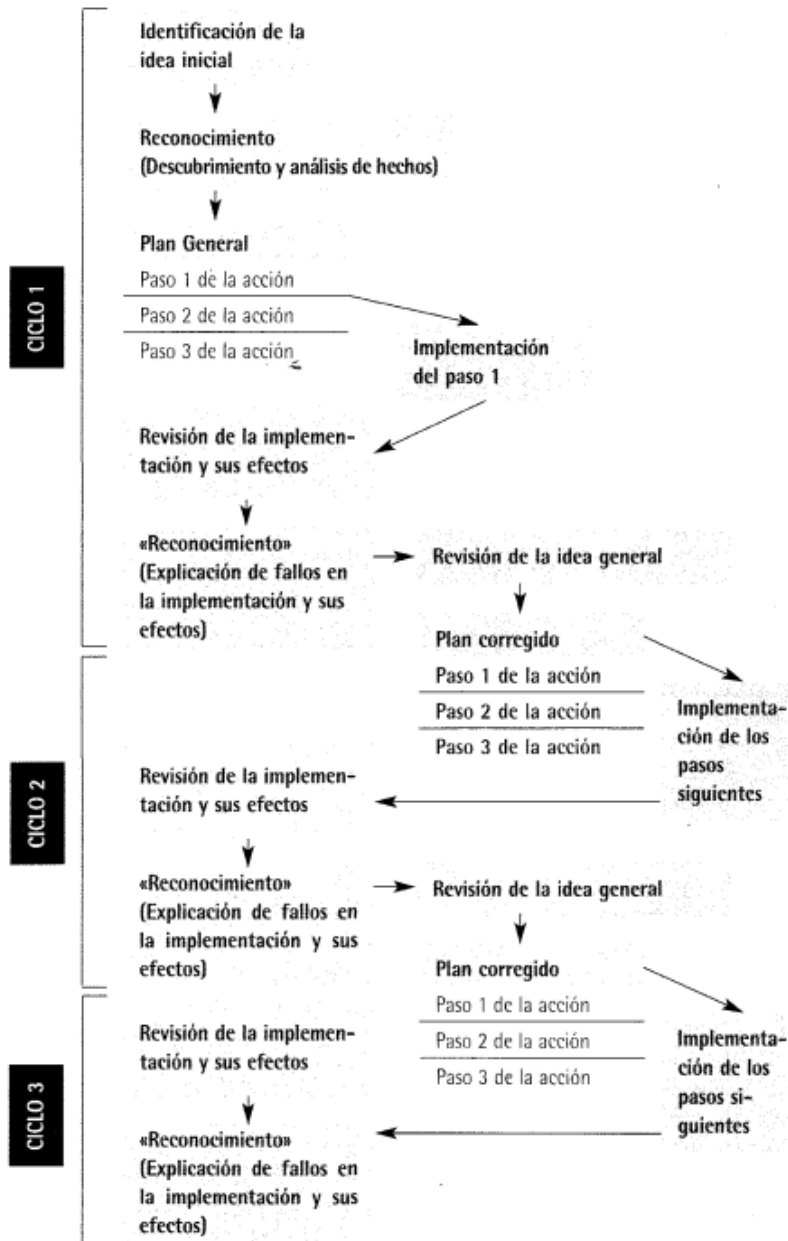 CICLO 1
Identificación de la
idea inicial
Reconocimiento
(Descubrimiento y análisis de hechos)
Plan General
Paso 1 de la acción
Paso 2 de la acción
Paso 3 de la acción
Implementación
del paso 1
Revisión de la implemen-
tación y sus efectos
«Reconocimiento»
(Explicación de fallos en
la implementación y sus
efectos)
Revisión de la idea general
Plan corregido
Paso 1 de la acción
Paso 2 de la acción
Paso 3 de la acción
Implementa-
ción de los
pasos
siguientes
CICLO 2
Revisión de la implemen-
tación y sus efectos
«Reconocimiento»
(Explicación de fallos en
la implementación y sus
efectos)
Revisión de la idea general
Plan corregido
Paso 1 de la acción
Paso 2 de la acción
Paso 3 de la acción
Implementa-
ción de los
pasos si-
guientes
CICLO 3
Revisión de la implemen-
tación y sus efectos
«Reconocimiento»
(Explicación de fallos en
la implementación y sus
efectos)